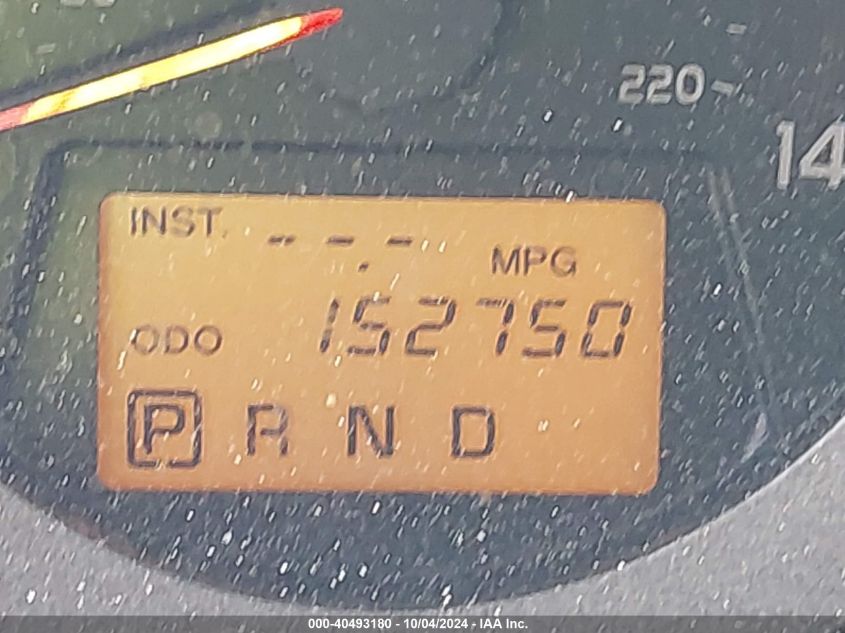 220
14
INST. --.- MPG
ODO 152750
P R N D
000-40493180 - 10/04/2024 - IAA Inc.